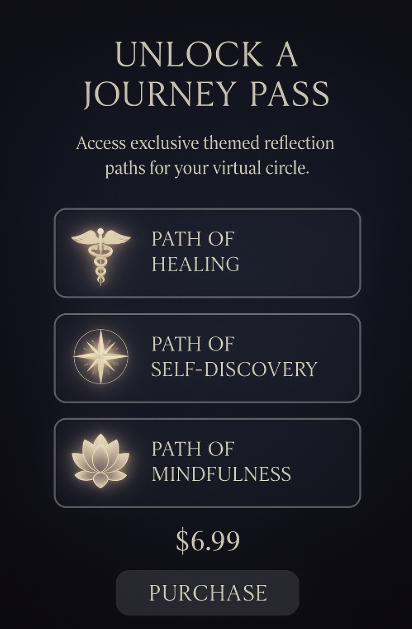 UNLOCK A
JOURNEY PASS
Access exclusive themed reflection
paths for your virtual circle.
PATH OF
HEALING
PATH OF
SELF-DISCOVERY
PATH OF
MINDFULNESS
$6.99
PURCHASE